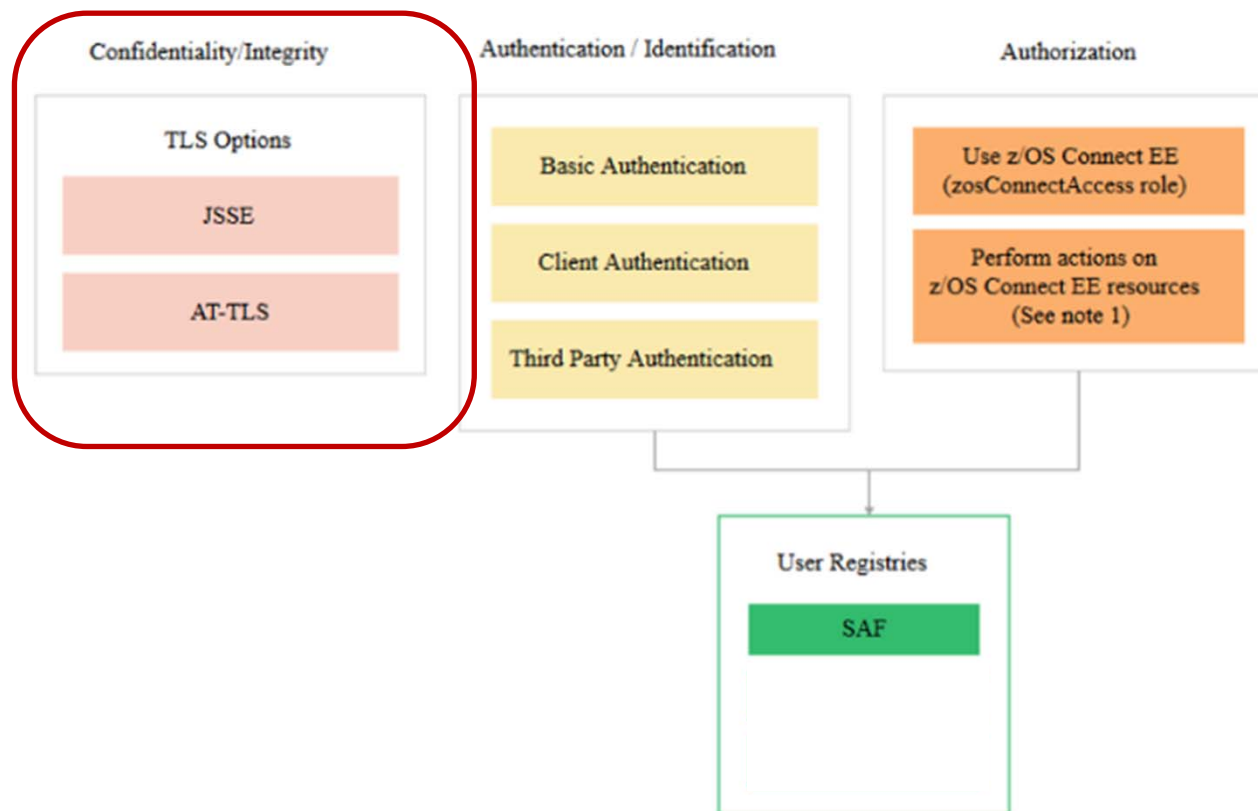 Confidentiality/Integrity
TLS Options
JSSE
AT-TLS
Authentication / Identification
Basic Authentication
Client Authentication
Third Party Authentication
Authorization
Use z/OS Connect EE
(zosConnectAccess role)
Perform actions on
z/OS Connect EE resources
(See note 1)
User Registries
SAF